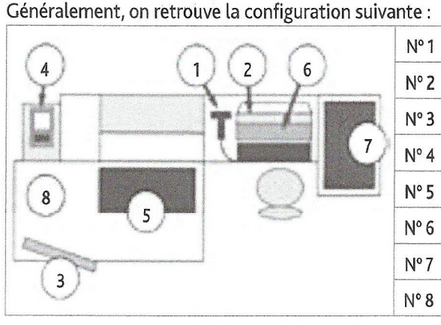 Généralement, on retrouve la configuration suivante :
4
1
2
6
7
8
5
3
N° 1
N° 2
N° 3
N° 4
N° 5
N° 6
N° 7
N° 8